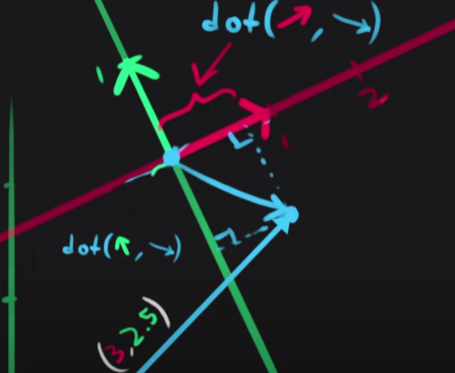 dot(↗, ↘)
1
2
1
dot(↖, ↘)
(3, 2.5)